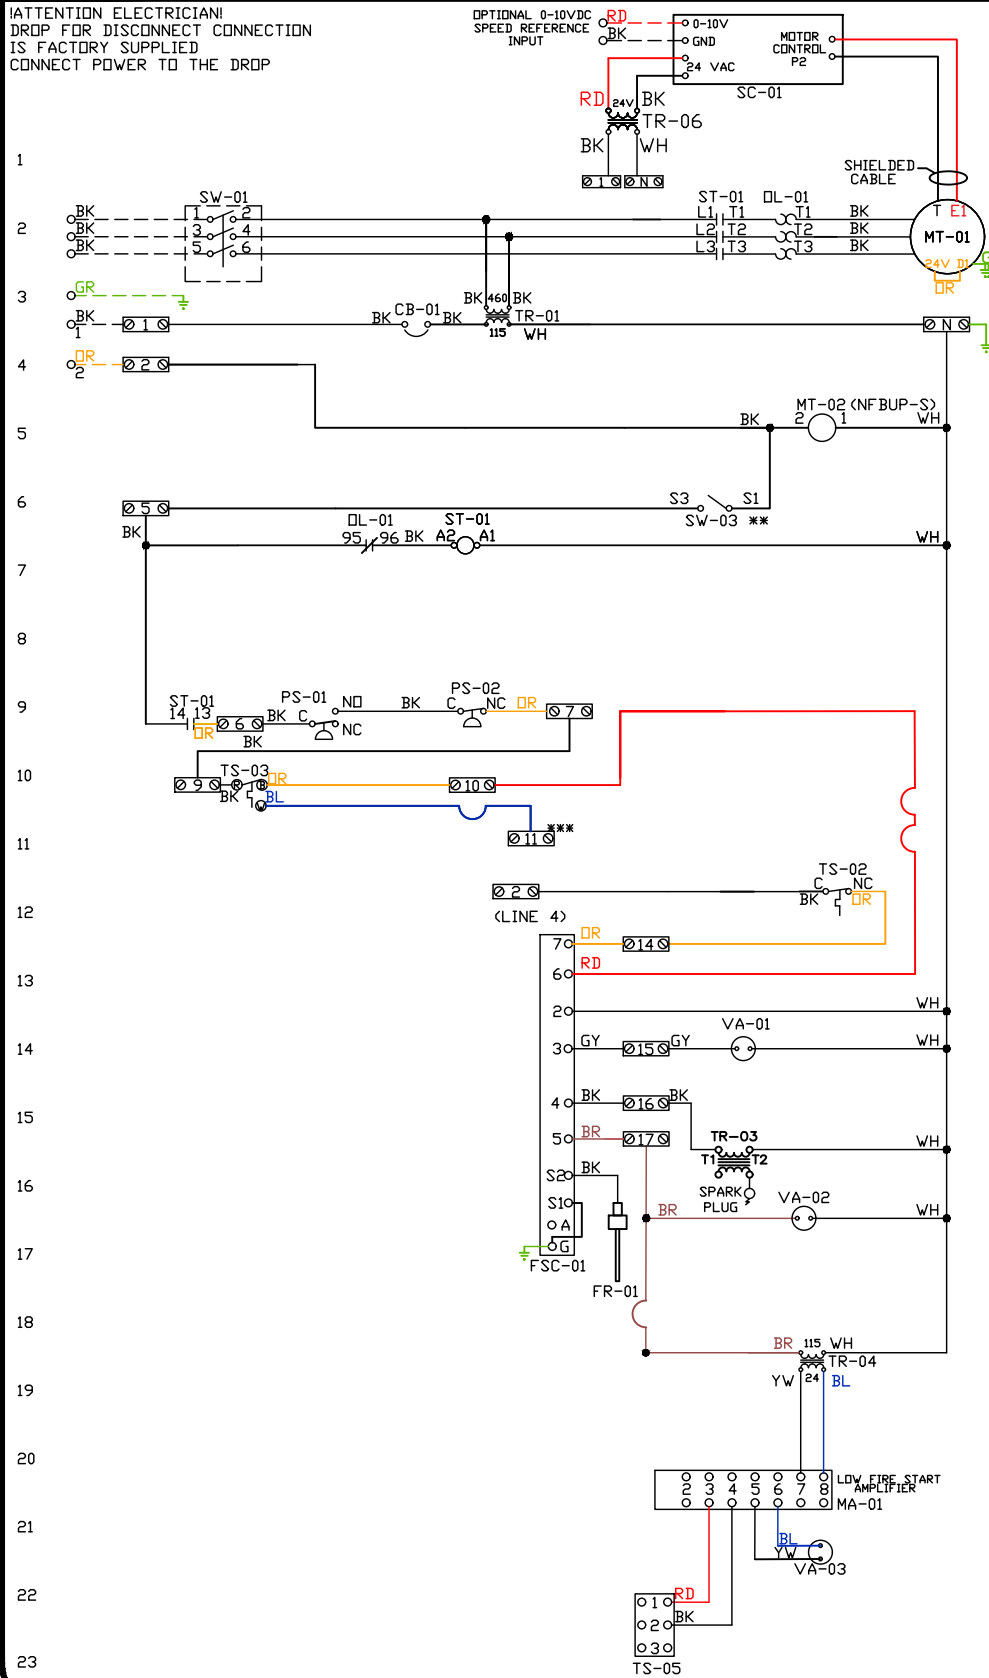 !ATTENTION ELECTRICIAN!
DROP FOR DISCONNECT CONNECTION
IS FACTORY SUPPLIED
CONNECT POWER TO THE DROP
OPTIONAL 0-10VDC
SPEED REFERENCE
INPUT
RD
BK
0-10V
GND
24 VAC
MOTOR
CONTROL
P2
SC-01
RD 24V BK
TR-06
BK WH
1 N
SHIELDED
CABLE
1
SW-01
ST-01 OL-01
2
BK 1 2 L1 T1 T1 BK
BK 3 4 L2 T2 T2 BK
BK 5 6 L3 T3 T3 BK
T E1
MT-01
24V D1
OR
GR
3
GR
BK 460 BK
BK 1 1 BK CB-01 BK TR-01 N
115 WH
4
OR 2 2
MT-02 (NFBUP-S)
5
BK 2 1 WH
6
5 S3 S1
SW-03 **
BK OL-01 ST-01
95 96 BK A2 A1 WH
7
8
9
ST-01 PS-01 NO BK PS-02
14 13 6 BK C NC C NC OR 7
OR BK
10
TS-03
9 BK R B OR 10
W BL
11
11 ***
TS-02
2 C NC
BK OR
12
(LINE 4)
7 OR 14
6 RD
13
2 WH
14
VA-01
3 GY 15 GY WH
15
4 BK 16 BK
5 BR 17 TR-03 WH
T1 T2
16
S2 BK SPARK
PLUG
VA-02
S1 BR WH
A
17
G
FSC-01
FR-01
18
BR 115 WH
TR-04
19
YW 24 BL
20
LOW FIRE START
AMPLIFIER
2 3 4 5 6 7 8
MA-01
21
BL
YW
VA-03
22
RD
1
BK
2
3
23
TS-05